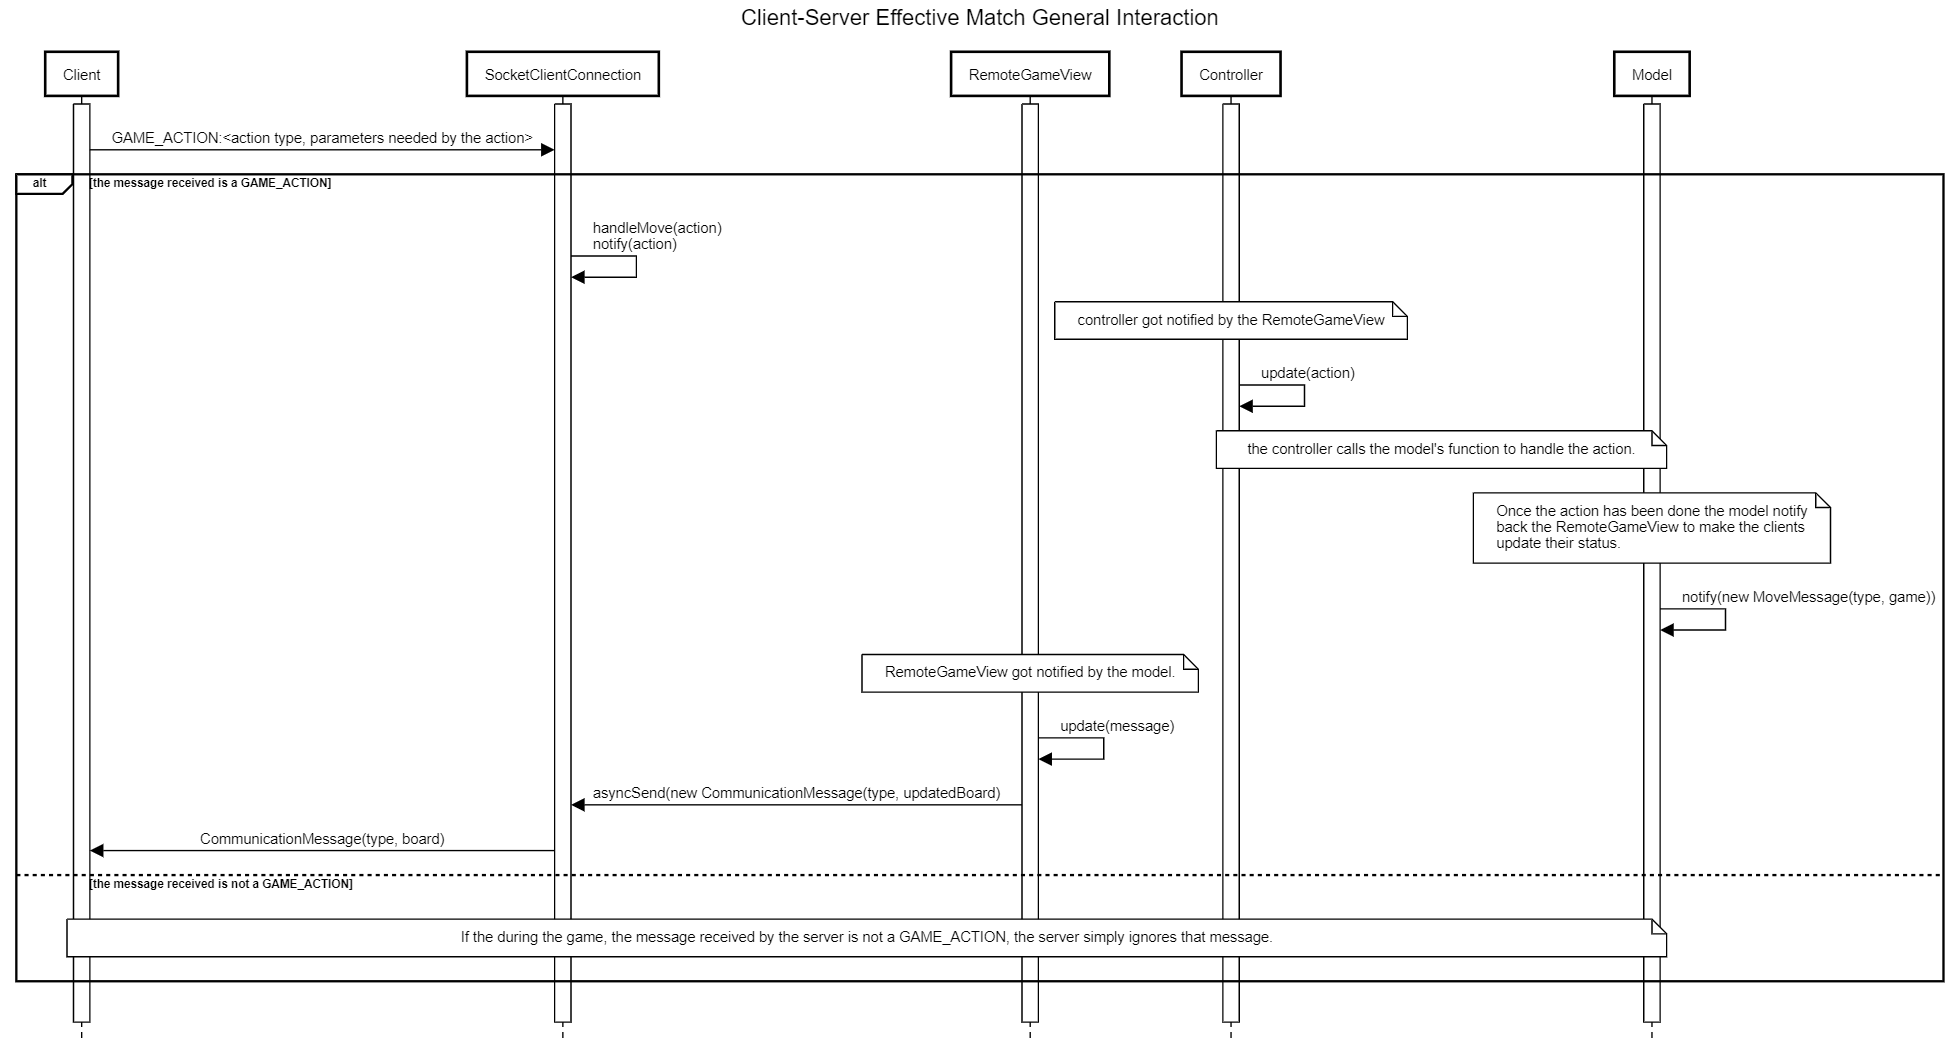 Client-Server Effective Match General Interaction
Client
SocketClientConnection
RemoteGameView
Controller
Model
GAME_ACTION:<action type, parameters needed by the action>
alt
[the message received is a GAME_ACTION]
handleMove(action)
notify(action)
controller got notified by the RemoteGameView
update(action)
the controller calls the model's function to handle the action.
Once the action has been done the model notify
back the RemoteGameView to make the clients
update their status.
notify(new MoveMessage(type, game))
RemoteGameView got notified by the model.
update(message)
asyncSend(new CommunicationMessage(type, updatedBoard)
CommunicationMessage(type, board)
[the message received is not a GAME_ACTION]
If the during the game, the message received by the server is not a GAME_ACTION, the server simply ignores that message.